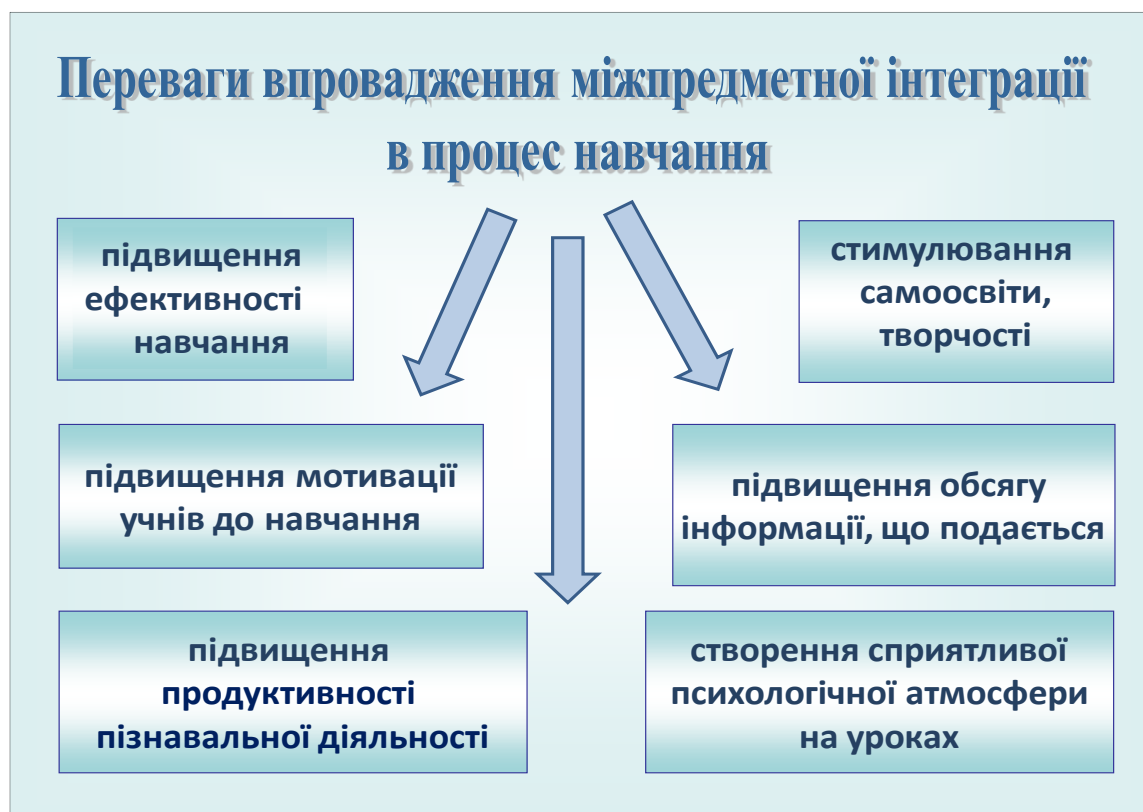 Переваги впровадження міжпредметної інтеграції
в процес навчання
підвищення
ефективності
навчання
стимулювання
самоосвіти,
творчості
підвищення мотивації
учнів до навчання
підвищення обсягу
інформації, що подається
підвищення
продуктивності
пізнавальної діяльності
створення сприятливої
психологічної атмосфери
на уроках